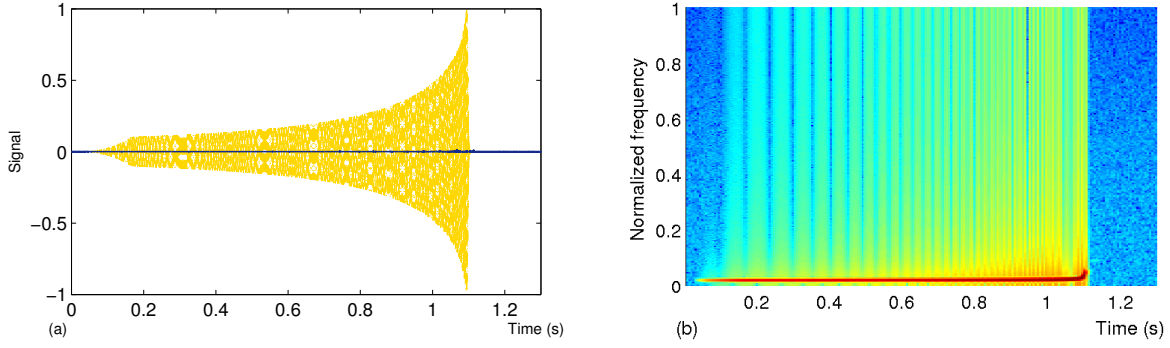 1
0.5
0
−0.5
−1
Signal
0 0.2 0.4 0.6 0.8 1 1.2
(a)
Time (s)
1
0.8
0.6
0.4
0.2
0
Normalized frequency
0.2 0.4 0.6 0.8 1 1.2
(b)
Time (s)